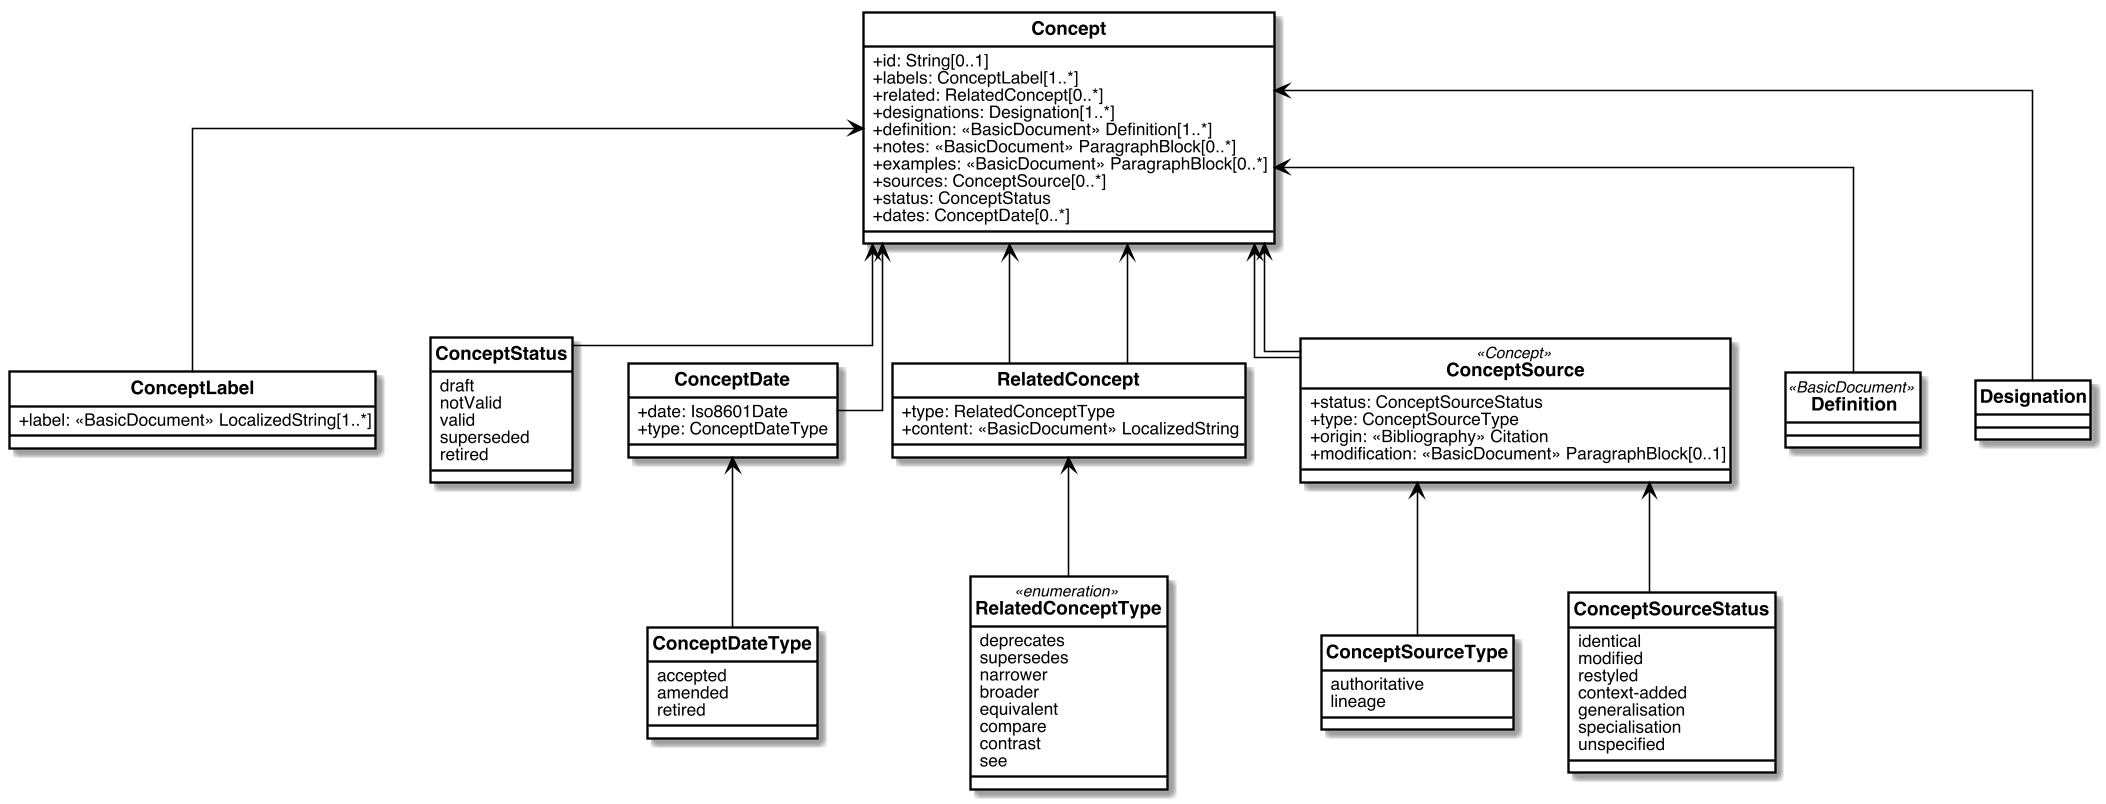 Concept
+id: String[0..1]
+labels: ConceptLabel[1..*]
+related: RelatedConcept[0..*]
+designations: Designation[1..*]
+definition: «BasicDocument» Definition[1..*]
+notes: «BasicDocument» ParagraphBlock[0..*]
+examples: «BasicDocument» ParagraphBlock[0..*]
+sources: ConceptSource[0..*]
+status: ConceptStatus
+dates: ConceptDate[0..*]
ConceptLabel
+label: «BasicDocument» LocalizedString[1..*]
ConceptStatus
draft
notValid
valid
superseded
retired
ConceptDate
+date: Iso8601Date
+type: ConceptDateType
RelatedConcept
+type: RelatedConceptType
+content: «BasicDocument» LocalizedString
«Concept»
ConceptSource
+status: ConceptSourceStatus
+type: ConceptSourceType
+origin: «Bibliography» Citation
+modification: «BasicDocument» ParagraphBlock[0..1]
«BasicDocument»
Definition
Designation
ConceptDateType
accepted
amended
retired
«enumeration»
RelatedConceptType
deprecates
supersedes
narrower
broader
equivalent
compare
contrast
see
ConceptSourceType
authoritative
lineage
ConceptSourceStatus
identical
modified
restyled
context-added
generalisation
specialisation
unspecified